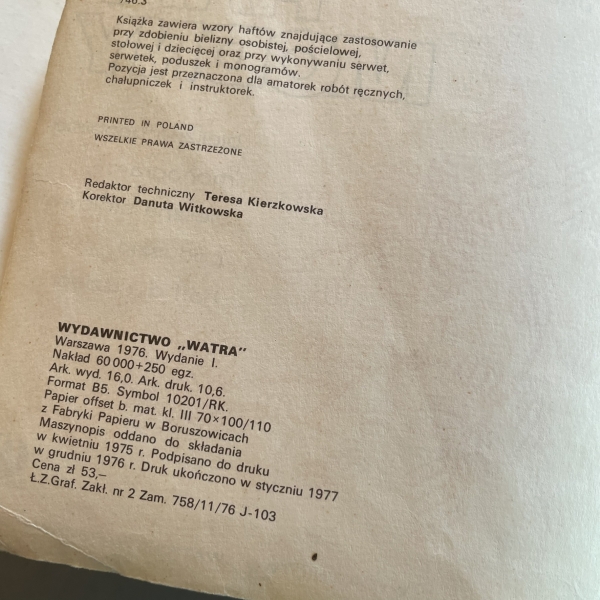 746.3
Książka zawiera wzory haftów znajdujące zastosowanie
przy zdobieniu bielizny osobistej, pościelowej,
stołowej i dziecięcej oraz przy wykonywaniu serwet,
serwetek, poduszek i monogramów.
Pozycja jest przeznaczona dla amatorek robót ręcznych,
chałupniczek i instruktorek.
PRINTED IN POLAND
WSZELKIE PRAWA ZASTRZEŻONE
Redaktor techniczny Teresa Kierzkowska
Korektor Danuta Witkowska
WYDAWNICTWO „WATRA”
Warszawa 1976. Wydanie I.
Nakład 60 000+250 egz.
Ark. wyd. 16,0. Ark. druk. 10,6.
Format B5. Symbol 10201/RK.
Papier offset b. mat. kl. III 70×100/110
z Fabryki Papieru w Boruszowicach
Maszynopis oddano do składania
w kwietniu 1975 r. Podpisano do druku
w grudniu 1976 r. Druk ukończono w styczniu 1977
Cena zł 53,–
Ł.Z.Graf. Zakł. nr 2 Zam. 758/11/76 J-103